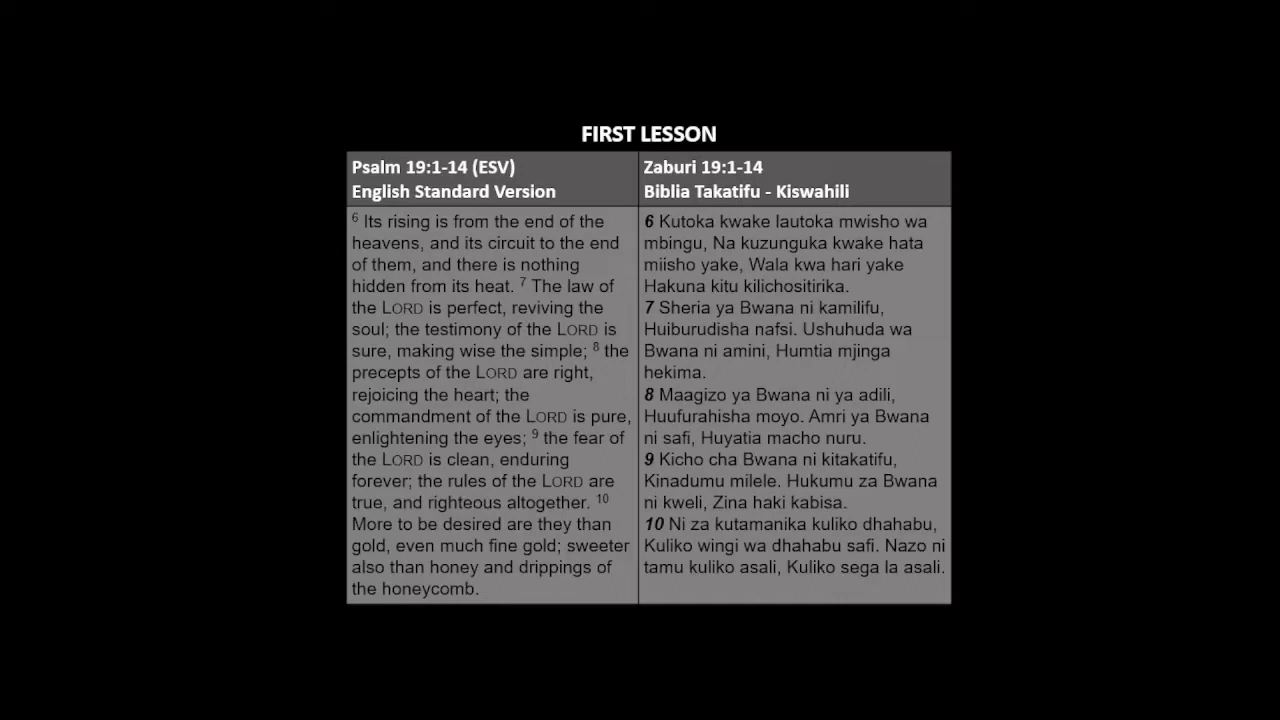 FIRST LESSON
Psalm 19:1-14 (ESV)
English Standard Version
6 Its rising is from the end of the
heavens, and its circuit to the end
of them, and there is nothing
hidden from its heat. 7 The law of
the LORD is perfect, reviving the
soul; the testimony of the LORD is
sure, making wise the simple; 8 the
precepts of the LORD are right,
rejoicing the heart; the
commandment of the LORD is pure,
enlightening the eyes; 9 the fear of
the LORD is clean, enduring
forever; the rules of the LORD are
true, and righteous altogether. 10
More to be desired are they than
gold, even much fine gold; sweeter
also than honey and drippings of
the honeycomb.
Zaburi 19:1-14
Biblia Takatifu - Kiswahili
6 Kutoka kwake lautoka mwisho wa
mbingu, Na kuzunguka kwake hata
miisho yake, Wala kwa hari yake
Hakuna kitu kilichositirika.
7 Sheria ya Bwana ni kamilifu,
Huiburudisha nafsi. Ushuhuda wa
Bwana ni amini, Humtia mjinga
hekima.
8 Maagizo ya Bwana ni ya adili,
Huufurahisha moyo. Amri ya Bwana
ni safi, Huyatia macho nuru.
9 Kicho cha Bwana ni kitakatifu,
Kinadumu milele. Hukumu za Bwana
ni kweli, Zina haki kabisa.
10 Ni za kutamanika kuliko dhahabu,
Kuliko wingi wa dhahabu safi. Nazo ni
tamu kuliko asali, Kuliko sega la asali.